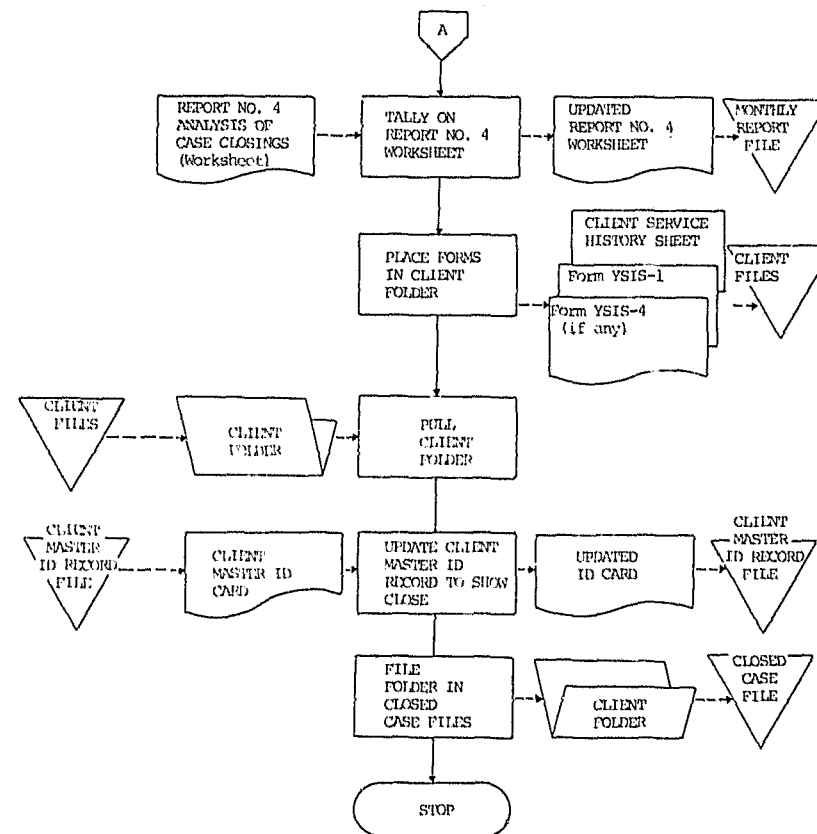 A
REPORT NO. 4
ANALYSIS OF
CASE CLOSINGS
(Worksheet)
TALLY ON
REPORT NO. 4
WORKSHEET
UPDATED
REPORT NO. 4
WORKSHEET
MONTHLY
REPORT
FILE
PLACE FORMS
IN CLIENT
FOLDER
CLIENT SERVICE
HISTORY SHEET
Form YSIS-1
Form YSIS-4
(if any)
CLIENT
FILES
CLIENT
FILES
CLIENT
FOLDER
PULL
CLIENT
FOLDER
CLIENT
MASTER
ID RECORD
FILE
CLIENT
MASTER ID
CARD
UPDATE CLIENT
MASTER ID
RECORD TO SHOW
CLOSE
UPDATED
ID CARD
CLIENT
MASTER
ID RECORD
FILE
FILE
FOLDER IN
CLOSED
CASE FILES
CLIENT
FOLDER
CLOSED
CASE
FILE
STOP